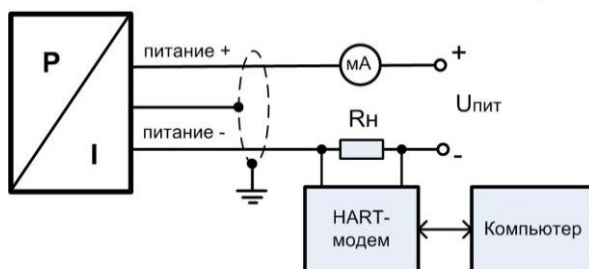 P
I
питание +
питание -
мА
+
Uпит
-
Rн
HART-
модем
Компьютер